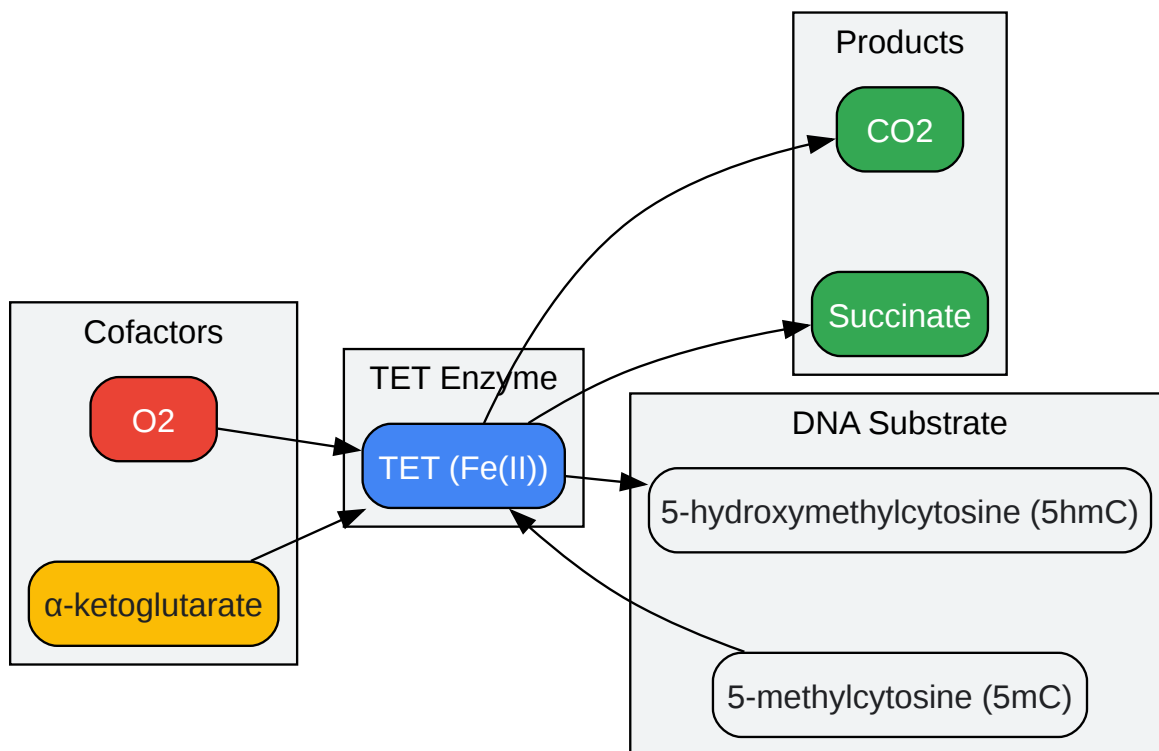 Products
CO2
Succinate
Cofactors
O2
α-ketoglutarate
TET Enzyme
TET (Fe(II))
DNA Substrate
5-hydroxymethylcytosine (5hmC)
5-methylcytosine (5mC)